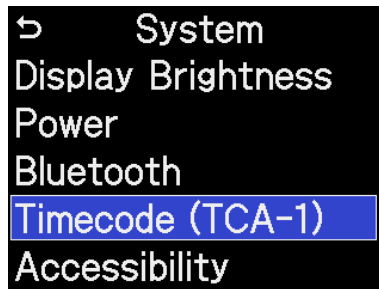 System
Display Brightness
Power
Bluetooth
Timecode (TCA-1)
Accessibility